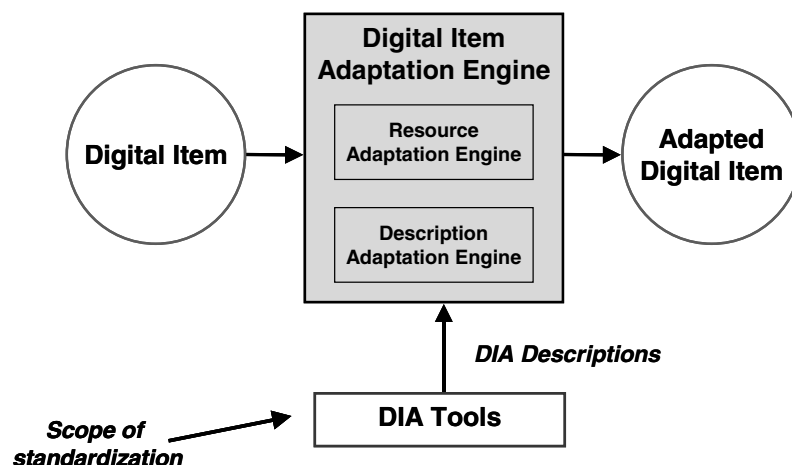 Digital Item
Adaptation Engine
Resource
Adaptation Engine
Digital Item
Adapted
Digital Item
Description
Adaptation Engine
DIA Descriptions
DIA Tools
Scope of
standardization